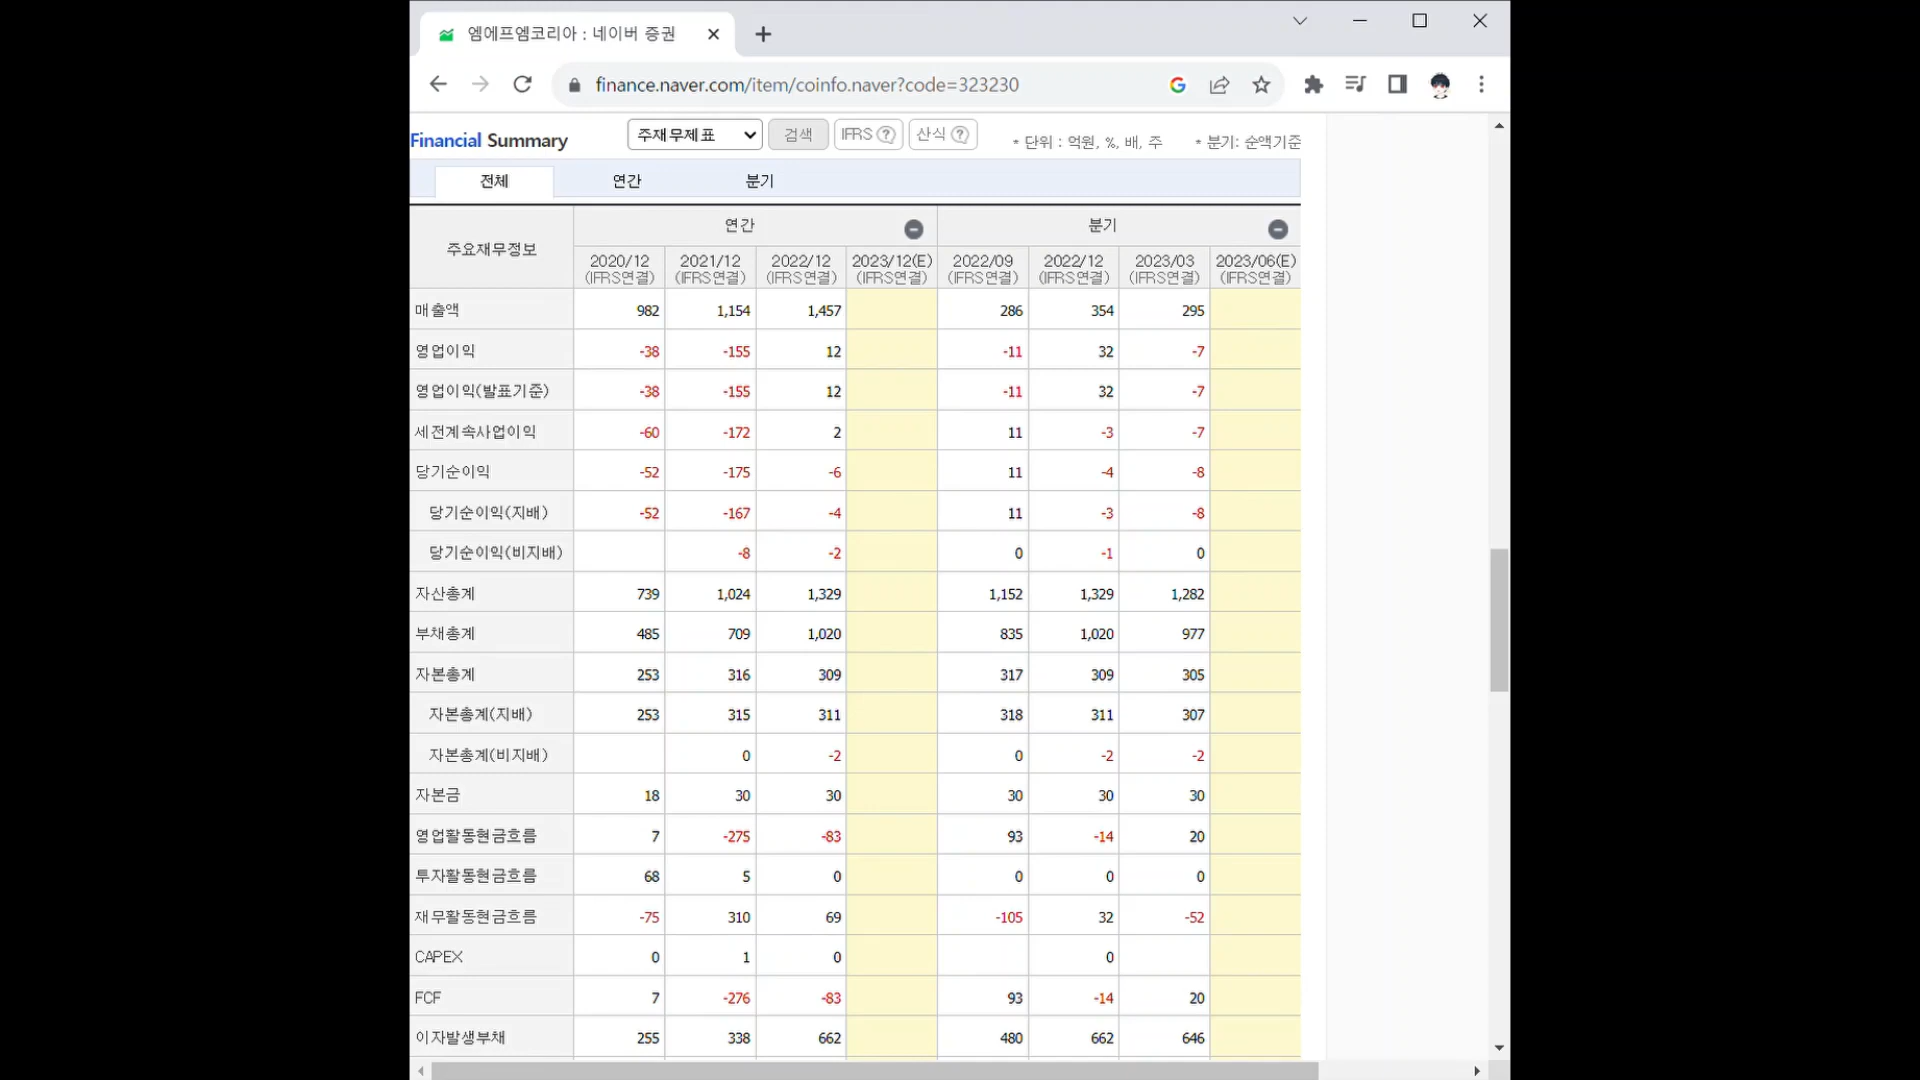 엠에프엠코리아 : 네이버 증권
finance.naver.com/item/coinfo.naver?code=323230
Financial Summary 주재무제표 검색 IFRS ? 산식 ? * 단위 : 억원, %, 배, 주 * 분기: 순액기준
전체 연간 분기
주요재무정보 연간 분기
2020/12 2021/12 2022/12 2023/12(E) 2022/09 2022/12 2023/03 2023/06(E)
(IFRS연결) (IFRS연결) (IFRS연결) (IFRS연결) (IFRS연결) (IFRS연결) (IFRS연결) (IFRS연결)
매출액 982 1,154 1,457 286 354 295
영업이익 -38 -155 12 -11 32 -7
영업이익(발표기준) -38 -155 12 -11 32 -7
세전계속사업이익 -60 -172 2 11 -3 -7
당기순이익 -52 -175 -6 11 -4 -8
당기순이익(지배) -52 -167 -4 11 -3 -8
당기순이익(비지배) -8 -2 0 -1 0
자산총계 739 1,024 1,329 1,152 1,329 1,282
부채총계 485 709 1,020 835 1,020 977
자본총계 253 316 309 317 309 305
자본총계(지배) 253 315 311 318 311 307
자본총계(비지배) 0 -2 0 -2 -2
자본금 18 30 30 30 30 30
영업활동현금흐름 7 -275 -83 93 -14 20
투자활동현금흐름 68 5 0 0 0 0
재무활동현금흐름 -75 310 69 -105 32 -52
CAPEX 0 1 0 0
FCF 7 -276 -83 93 -14 20
이자발생부채 255 338 662 480 662 646